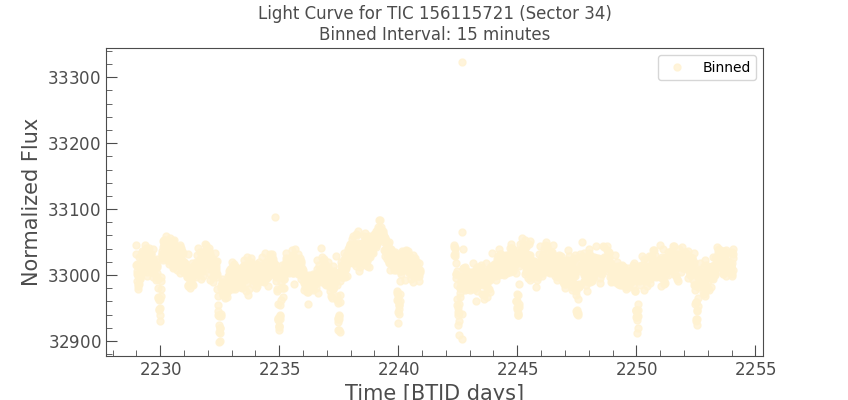 Light Curve for TIC 156115721 (Sector 34)
Binned Interval: 15 minutes
Binned
Normalized Flux
33300
33200
33100
33000
32900
2230
2235
2240
2245
2250
2255
Time [BTJD days]